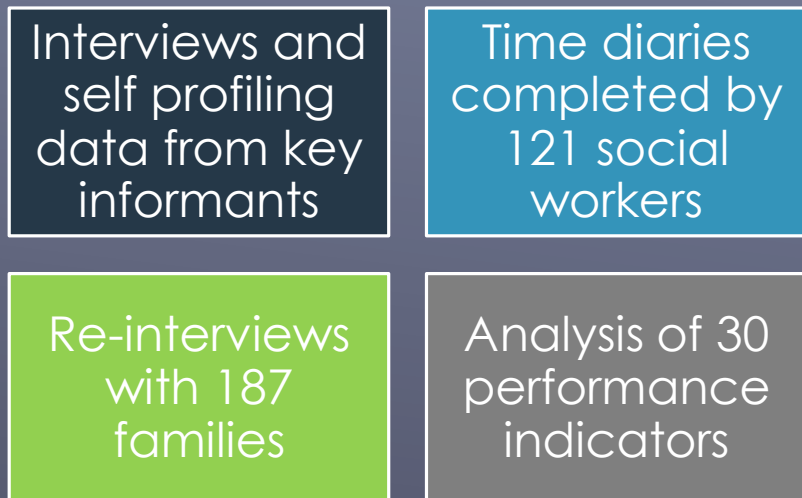 Interviews and
self profiling
data from key
informants
Time diaries
completed by
121 social
workers
Re-interviews
with 187
families
Analysis of 30
performance
indicators